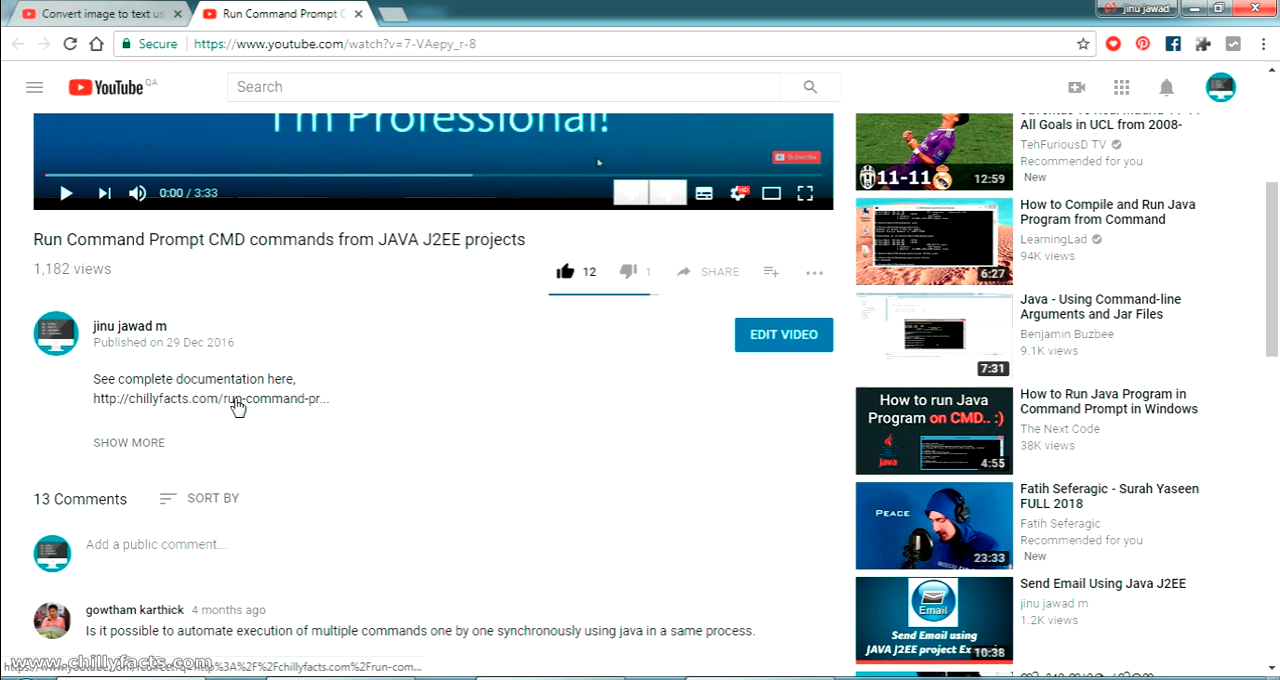 Convert image to text us
Run Command Prompt C
jinu jawad
Secure
https://www.youtube.com/watch?v=7-VAepy_r-8
YouTube QA
Search
I'm Professional!
Subscribe
0:00 / 3:33
HD
Run Command Prompt CMD commands from JAVA J2EE projects
1,182 views
12
1
SHARE
jinu jawad m
Published on 29 Dec 2016
EDIT VIDEO
See complete documentation here,
http://chillyfacts.com/run-command-pr...
SHOW MORE
13 Comments
SORT BY
Add a public comment...
gowtham karthick 4 months ago
Is it possible to automate execution of multiple commands one by one synchronously using java in a same process.
www.chillyfacts.com
All Goals in UCL from 2008-
TehFuriousD TV
Recommended for you
New
11-11
12:59
How to Compile and Run Java
Program from Command
LearningLad
94K views
6:27
Java - Using Command-line
Arguments and Jar Files
Benjamin Buzbee
9.1K views
7:31
How to run Java
Program on CMD.. :)
Java
4:55
How to Run Java Program in
Command Prompt in Windows
The Next Code
38K views
PEACE
23:33
Fatih Seferagic - Surah Yaseen
FULL 2018
Fatih Seferagic
Recommended for you
New
Email
Send Email using
JAVA J2EE project
10:38
Send Email Using Java J2EE
jinu jawad m
1.2K views